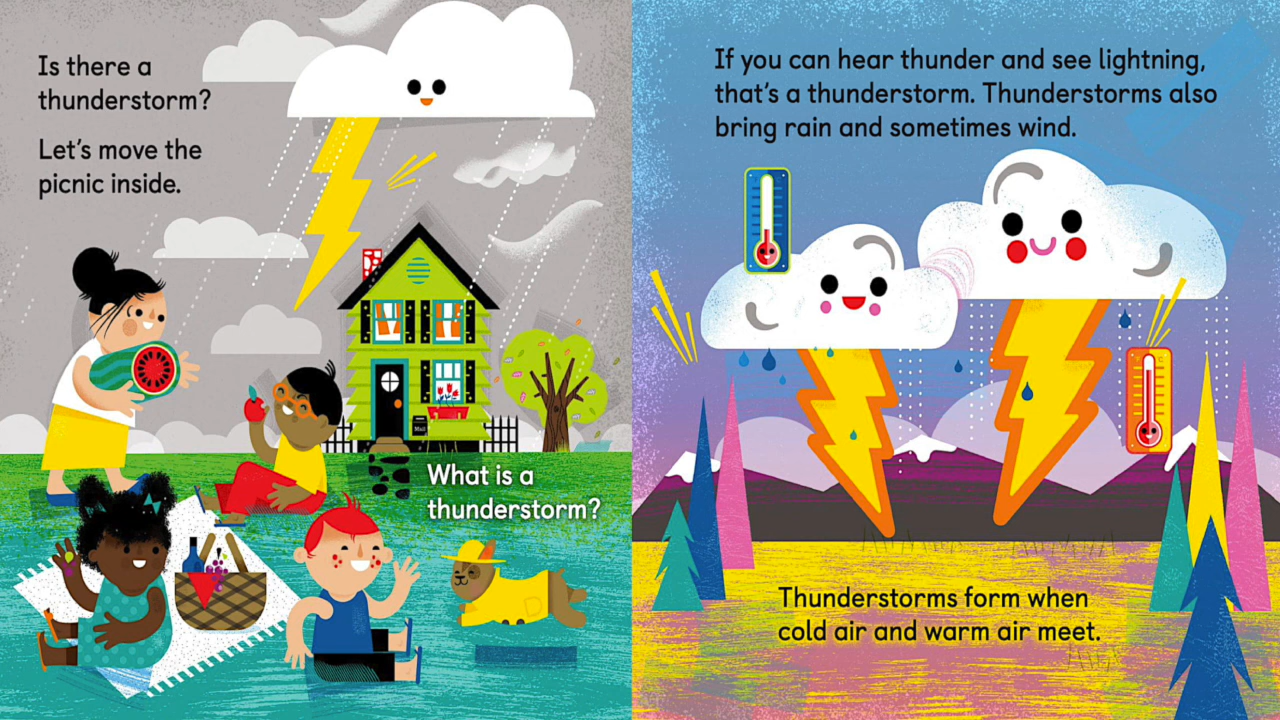 Is there a
thunderstorm?
Let's move the
picnic inside.
Mail
What is a
thunderstorm?
If you can hear thunder and see lightning,
that's a thunderstorm. Thunderstorms also
bring rain and sometimes wind.
Thunderstorms form when
cold air and warm air meet.